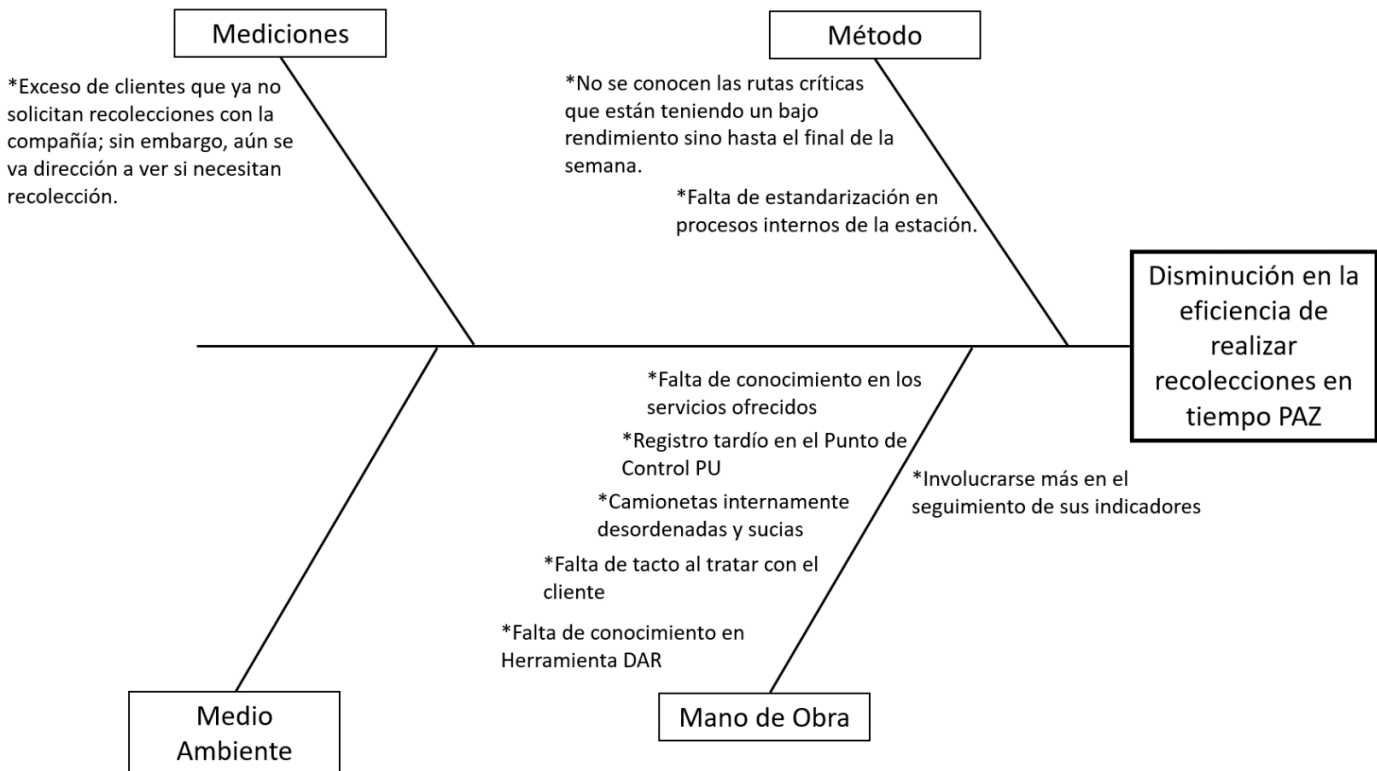 Mediciones
*Exceso de clientes que ya no
solicitan recolecciones con la
compañía; sin embargo, aún se
va dirección a ver si necesitan
recolección.
Método
*No se conocen las rutas críticas
que están teniendo un bajo
rendimiento sino hasta el final de la
semana.
*Falta de estandarización en
procesos internos de la estación.
Disminución en la
eficiencia de
realizar
recolecciones en
tiempo PAZ
*Falta de conocimiento en los
servicios ofrecidos
*Registro tardío en el Punto de
Control PU
*Camionetas internamente
desordenadas y sucias
*Falta de tacto al tratar con el
cliente
*Falta de conocimiento en
Herramienta DAR
*Involucrarse más en el
seguimiento de sus indicadores
Medio
Ambiente
Mano de Obra